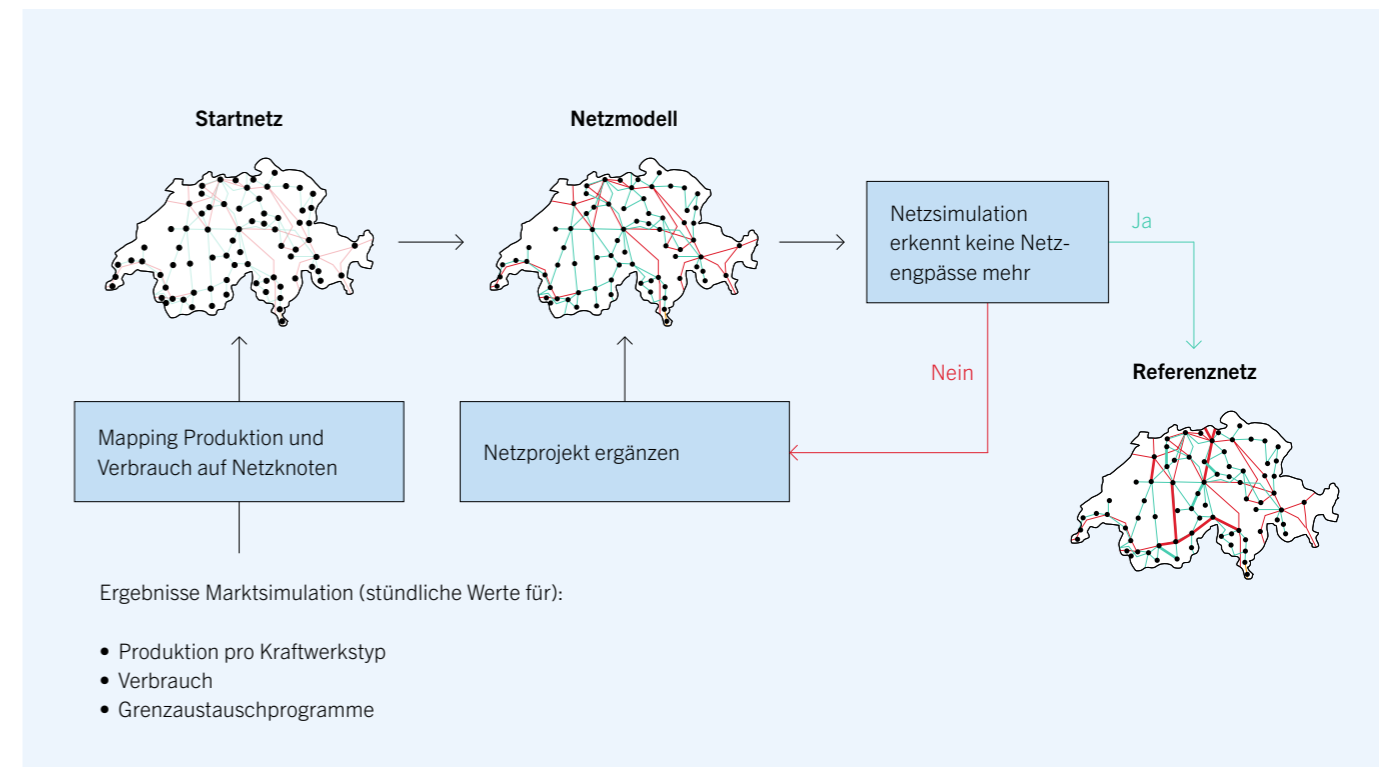 Startnetz
Netzmodell
Netzsimulation
erkennt keine Netz-
engpässe mehr
Ja
Nein
Referenznetz
Mapping Produktion und
Verbrauch auf Netzknoten
Netzprojekt ergänzen
Ergebnisse Marktsimulation (stündliche Werte für):
• Produktion pro Kraftwerkstyp
• Verbrauch
• Grenzaustauschprogramme